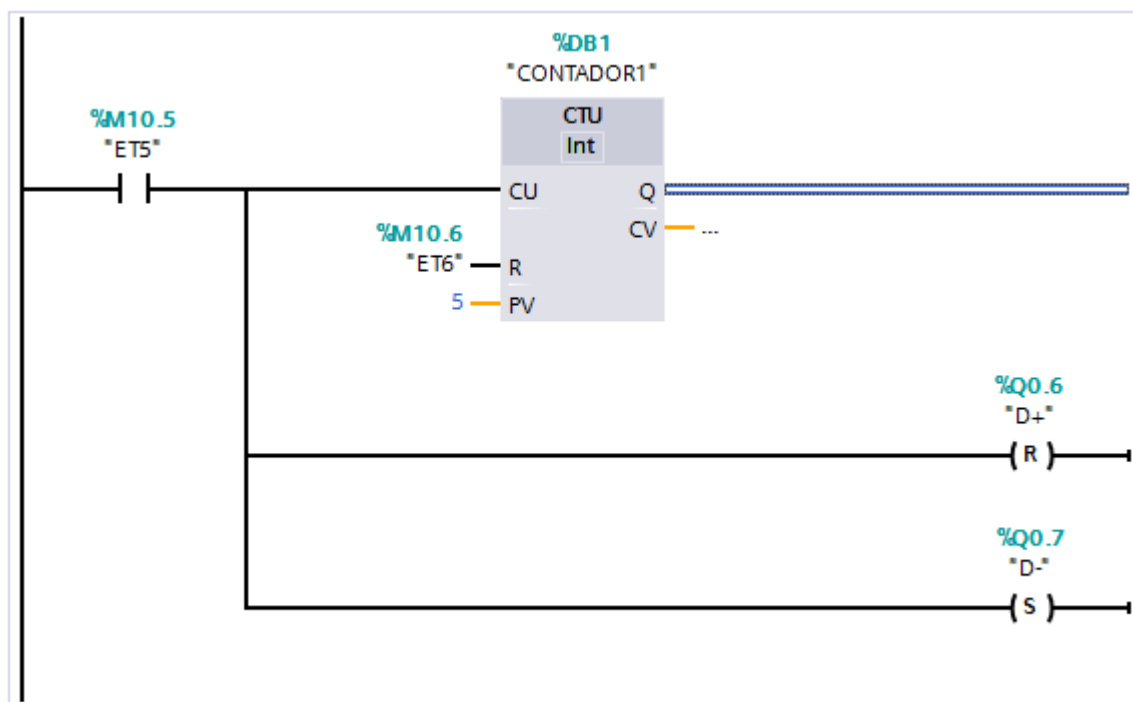 %DB1
"CONTADOR1"
CTU
Int
%M10.5
"ET5"
CU
Q
CV
...
%M10.6
"ET6"
R
5
PV
%Q0.6
"D+"
R
%Q0.7
"D-"
S